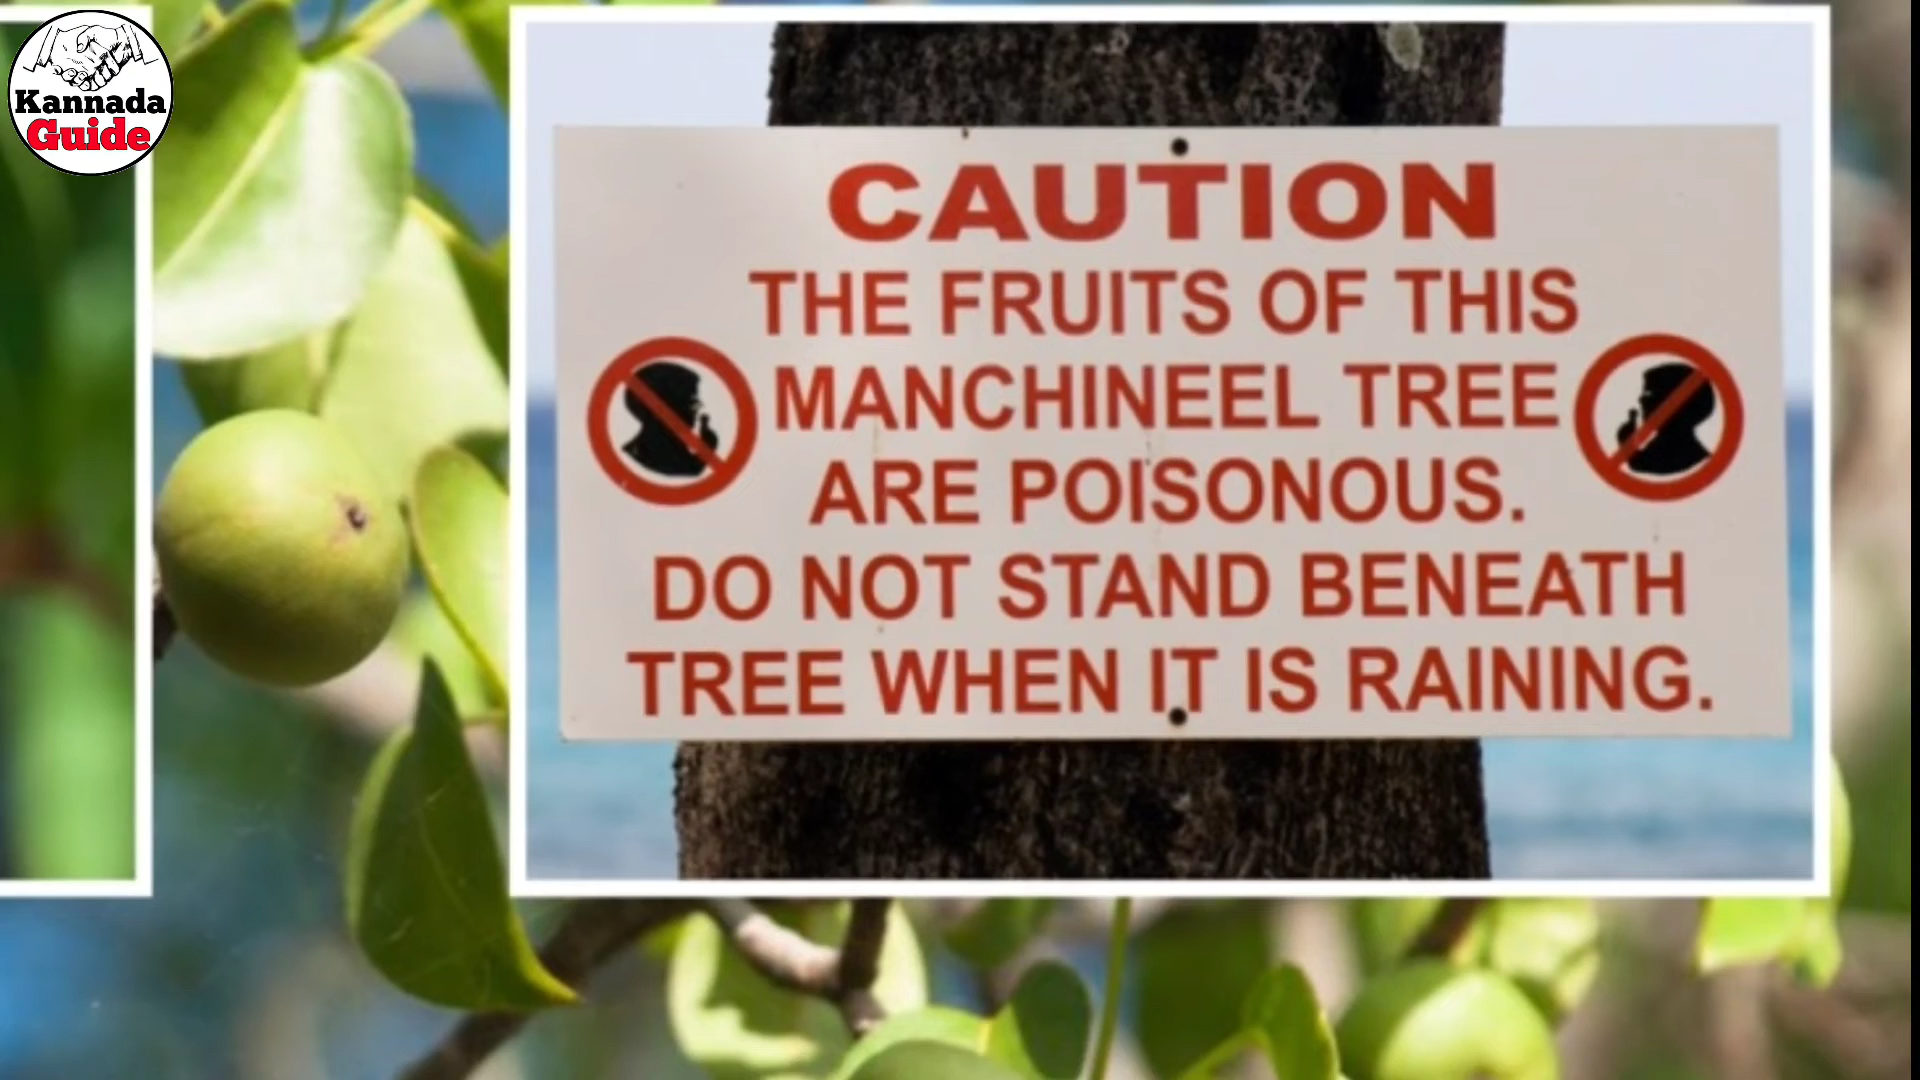 Kannada
Guide
CAUTION
THE FRUITS OF THIS
MANCHINEEL TREE
ARE POISONOUS.
DO NOT STAND BENEATH
TREE WHEN IT IS RAINING.